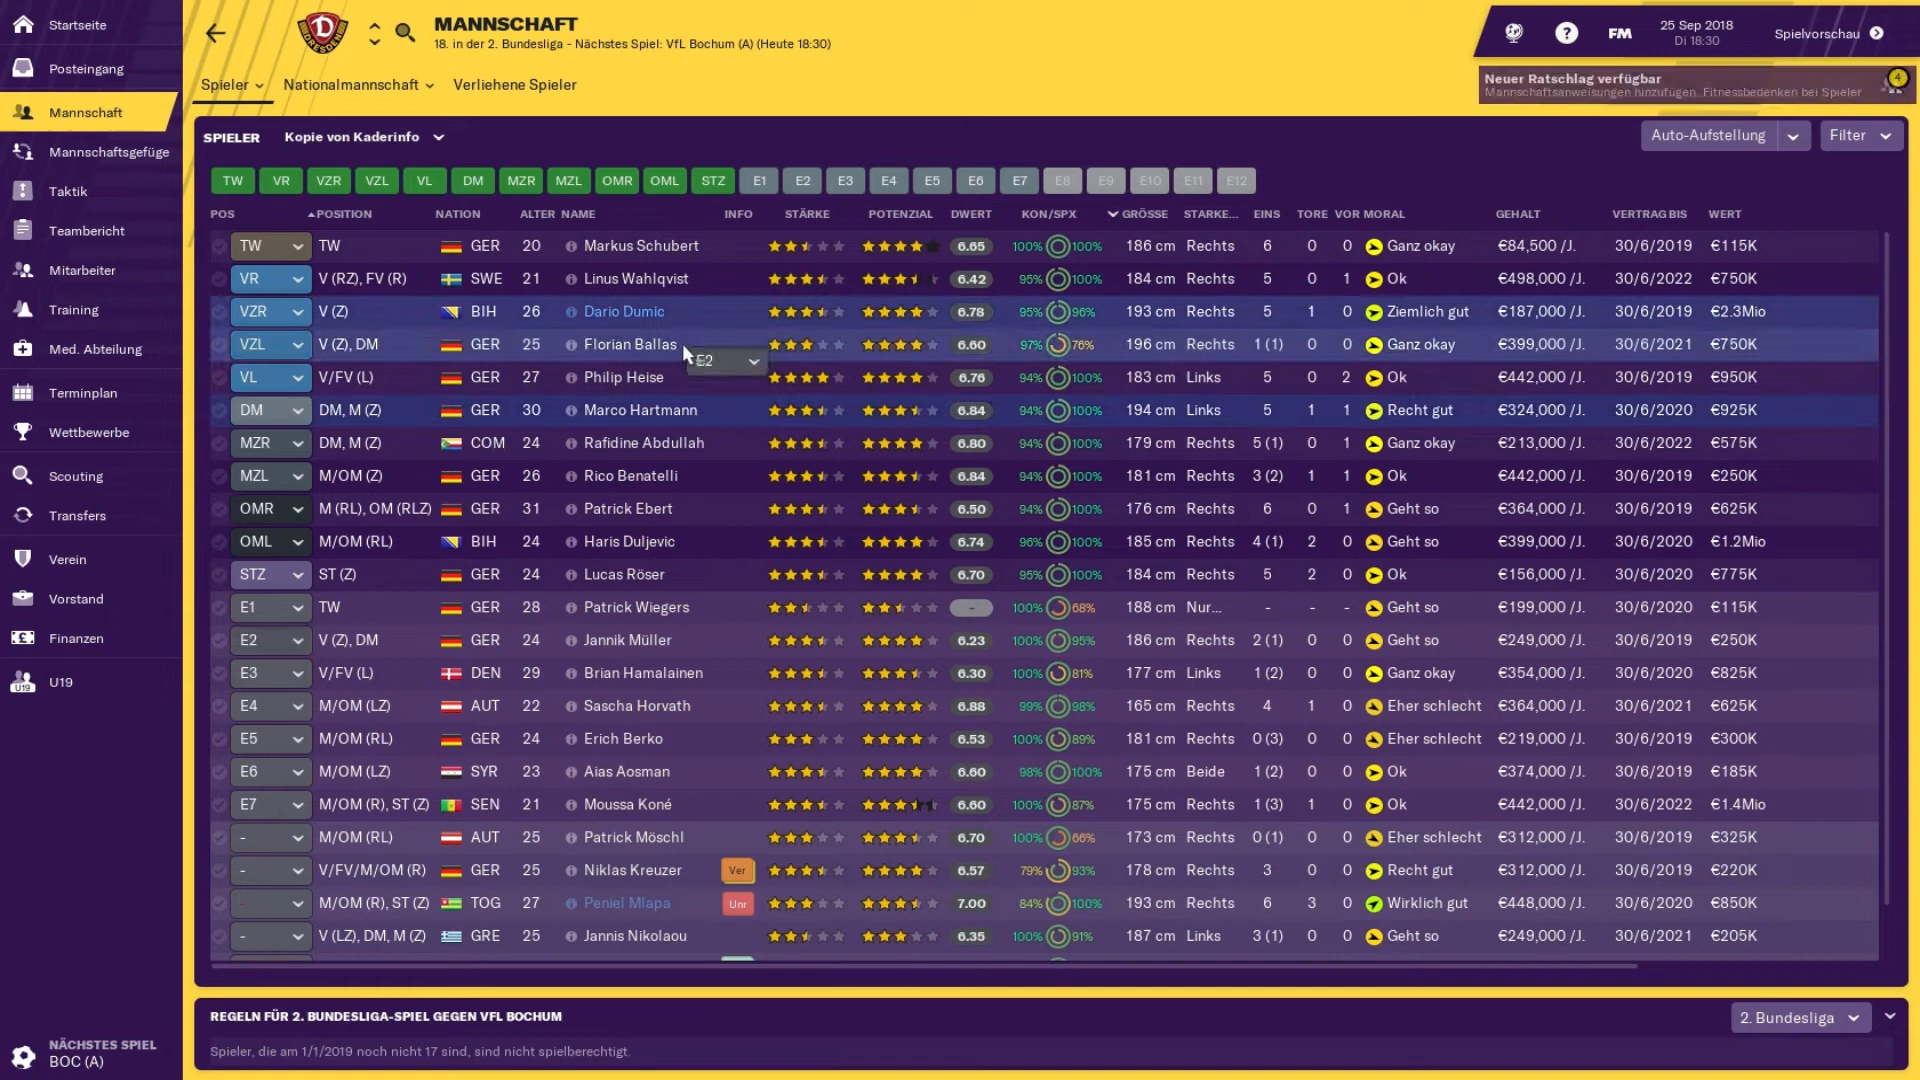 Startseite
Posteingang
Mannschaft
Mannschaftsgefüge
Taktik
Teambericht
Mitarbeiter
Training
Med. Abteilung
Terminplan
Wettbewerbe
Scouting
Transfers
Verein
Vorstand
Finanzen
U19
U19
NÄCHSTES SPIEL
BOC (A)
D
DRESDEN
MANNSCHAFT
18. in der 2. Bundesliga - Nächstes Spiel: VfL Bochum (A) (Heute 18:30)
? FM 25 Sep 2018
Di 18:30
Spielvorschau
Neuer Ratschlag verfügbar 4
Mannschaftsanweisungen hinzufügen, Fitnessbedenken bei Spieler
Spieler Nationalmannschaft Verliehene Spieler
SPIELER Kopie von Kaderinfo Auto-Aufstellung Filter
TW VR VZR VZL VL DM MZR MZL OMR OML STZ E1 E2 E3 E4 E5 E6 E7 E8 E9 E10 E11 E12
POS POSITION NATION ALTER NAME INFO STÄRKE POTENZIAL DWERT KON/SPX GRÖSSE STARKE... EINS TORE VOR MORAL GEHALT VERTRAG BIS WERT
TW TW GER 20 Markus Schubert 6.65 100% 100% 186 cm Rechts 6 0 0 Ganz okay €84,500 /J. 30/6/2019 €115K
VR V (RZ), FV (R) SWE 21 Linus Wahlqvist 6.42 95% 100% 184 cm Rechts 5 0 1 Ok €498,000 /J. 30/6/2022 €750K
VZR V (Z) BIH 26 Dario Dumic 6.78 95% 96% 193 cm Rechts 5 1 0 Ziemlich gut €187,000 /J. 30/6/2019 €2.3Mio
VZL V (Z), DM GER 25 Florian Ballas 6.60 97% 76% 196 cm Rechts 1 (1) 0 0 Ganz okay €399,000 /J. 30/6/2021 €750K
E2
VL V/FV (L) GER 27 Philip Heise 6.76 94% 100% 183 cm Links 5 0 2 Ok €442,000 /J. 30/6/2019 €950K
DM DM, M (Z) GER 30 Marco Hartmann 6.84 94% 100% 194 cm Links 5 1 1 Recht gut €324,000 /J. 30/6/2020 €925K
MZR DM, M (Z) COM 24 Rafidine Abdullah 6.80 94% 100% 179 cm Rechts 5 (1) 0 1 Ganz okay €213,000 /J. 30/6/2022 €575K
MZL M/OM (Z) GER 26 Rico Benatelli 6.84 94% 100% 181 cm Rechts 3 (2) 1 1 Ok €442,000 /J. 30/6/2019 €250K
OMR M (RL), OM (RLZ) GER 31 Patrick Ebert 6.50 94% 100% 176 cm Rechts 6 0 1 Geht so €364,000 /J. 30/6/2019 €625K
OML M/OM (RL) BIH 24 Haris Duljevic 6.74 96% 100% 185 cm Rechts 4 (1) 2 0 Geht so €399,000 /J. 30/6/2020 €1.2Mio
STZ ST (Z) GER 24 Lucas Röser 6.70 95% 100% 184 cm Rechts 5 2 0 Ok €156,000 /J. 30/6/2020 €775K
E1 TW GER 28 Patrick Wiegers - 100% 68% 188 cm Nur... - - - Geht so €199,000 /J. 30/6/2020 €115K
E2 V (Z), DM GER 24 Jannik Müller 6.23 100% 95% 186 cm Rechts 2 (1) 0 0 Geht so €249,000 /J. 30/6/2019 €250K
E3 V/FV (L) DEN 29 Brian Hamalainen 6.30 100% 81% 177 cm Links 1 (2) 0 0 Ganz okay €354,000 /J. 30/6/2020 €825K
E4 M/OM (LZ) AUT 22 Sascha Horvath 6.88 99% 98% 165 cm Rechts 4 1 0 Eher schlecht €364,000 /J. 30/6/2021 €625K
E5 M/OM (RL) GER 24 Erich Berko 6.53 100% 89% 181 cm Rechts 0 (3) 0 0 Eher schlecht €219,000 /J. 30/6/2019 €300K
E6 M/OM (LZ) SYR 23 Aias Aosman 6.60 98% 100% 175 cm Beide 1 (2) 0 0 Ok €374,000 /J. 30/6/2019 €185K
E7 M/OM (R), ST (Z) SEN 21 Moussa Koné 6.60 100% 87% 175 cm Rechts 1 (3) 1 0 Ok €442,000 /J. 30/6/2022 €1.4Mio
- M/OM (RL) AUT 25 Patrick Möschl 6.70 100% 66% 173 cm Rechts 0 (1) 0 0 Eher schlecht €312,000 /J. 30/6/2019 €325K
- V/FV/M/OM (R) GER 25 Niklas Kreuzer Ver 6.57 79% 93% 178 cm Rechts 3 0 0 Recht gut €312,000 /J. 30/6/2019 €220K
- M/OM (R), ST (Z) TOG 27 Peniel Mlapa Unr 7.00 84% 100% 193 cm Rechts 6 3 0 Wirklich gut €448,000 /J. 30/6/2020 €850K
- V (LZ), DM, M (Z) GRE 25 Jannis Nikolaou 6.35 100% 91% 187 cm Links 3 (1) 0 0 Geht so €249,000 /J. 30/6/2021 €205K
REGELN FÜR 2. BUNDESLIGA-SPIEL GEGEN VFL BOCHUM 2. Bundesliga
Spieler, die am 1/1/2019 noch nicht 17 sind, sind nicht spielberechtigt.